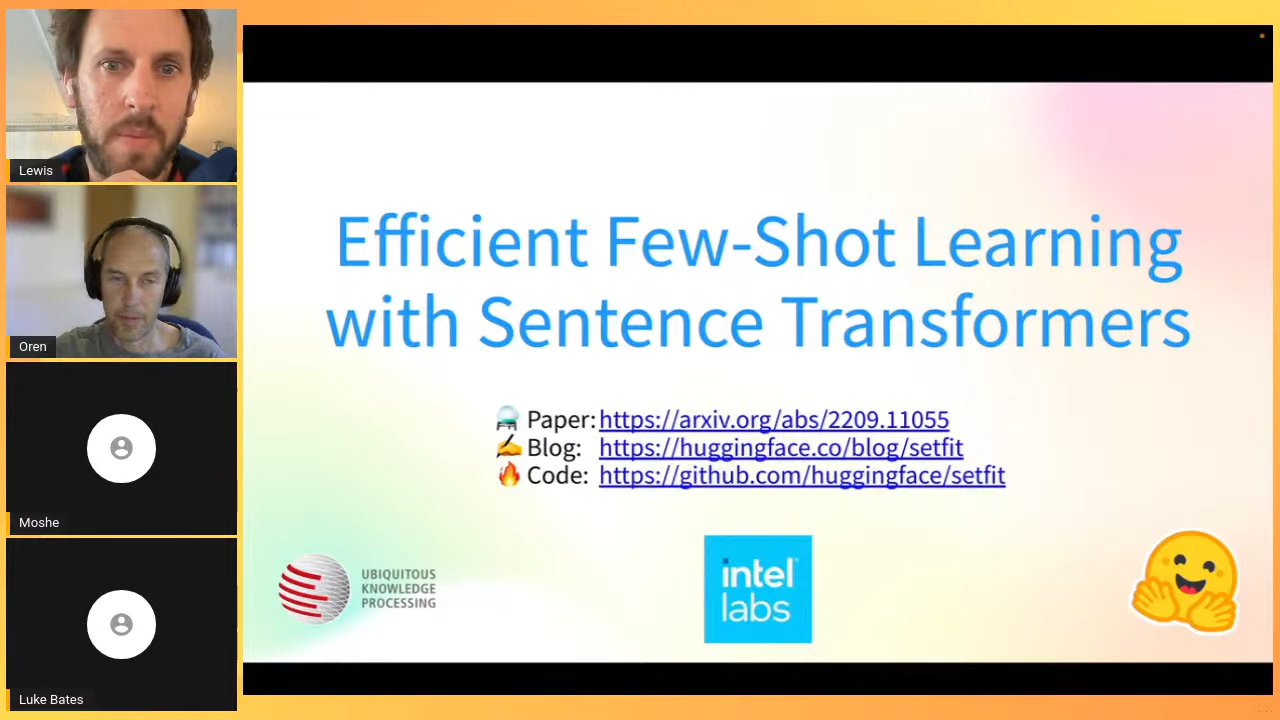 Lewis
Oren
Moshe
Luke Bates
Efficient Few-Shot Learning
with Sentence Transformers
Paper: https://arxiv.org/abs/2209.11055
Blog: https://huggingface.co/blog/setfit
Code: https://github.com/huggingface/setfit
UBIQUITOUS
KNOWLEDGE
PROCESSING
intel
labs